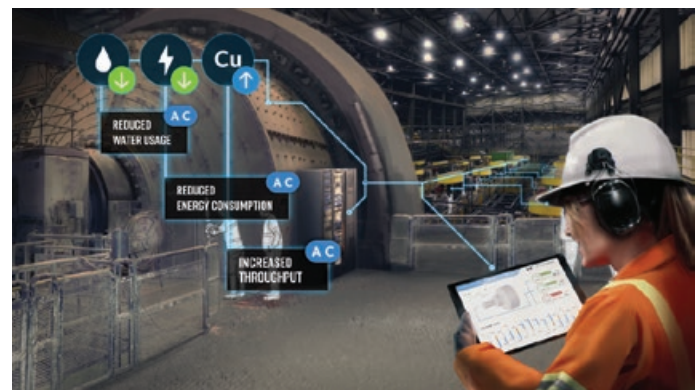 Cu
A C
REDUCED
WATER USAGE
A C
REDUCED
ENERGY CONSUMPTION
A C
INCREASED
THROUGHPUT